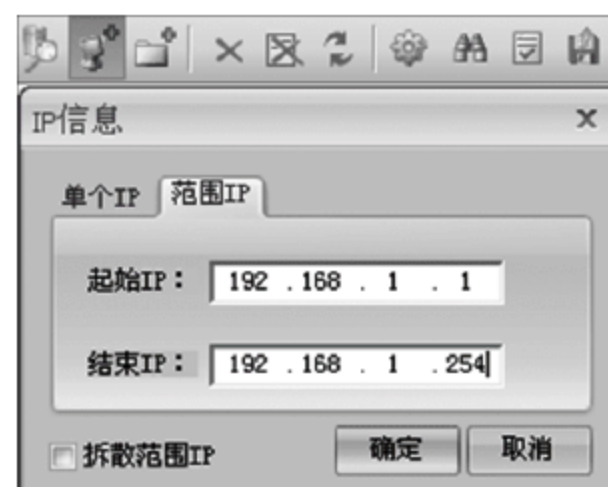 IP信息
单个IP 范围IP
起始IP： 192 . 168 . 1 . 1
结束IP： 192 . 168 . 1 . 254
拆散范围IP 确定 取消